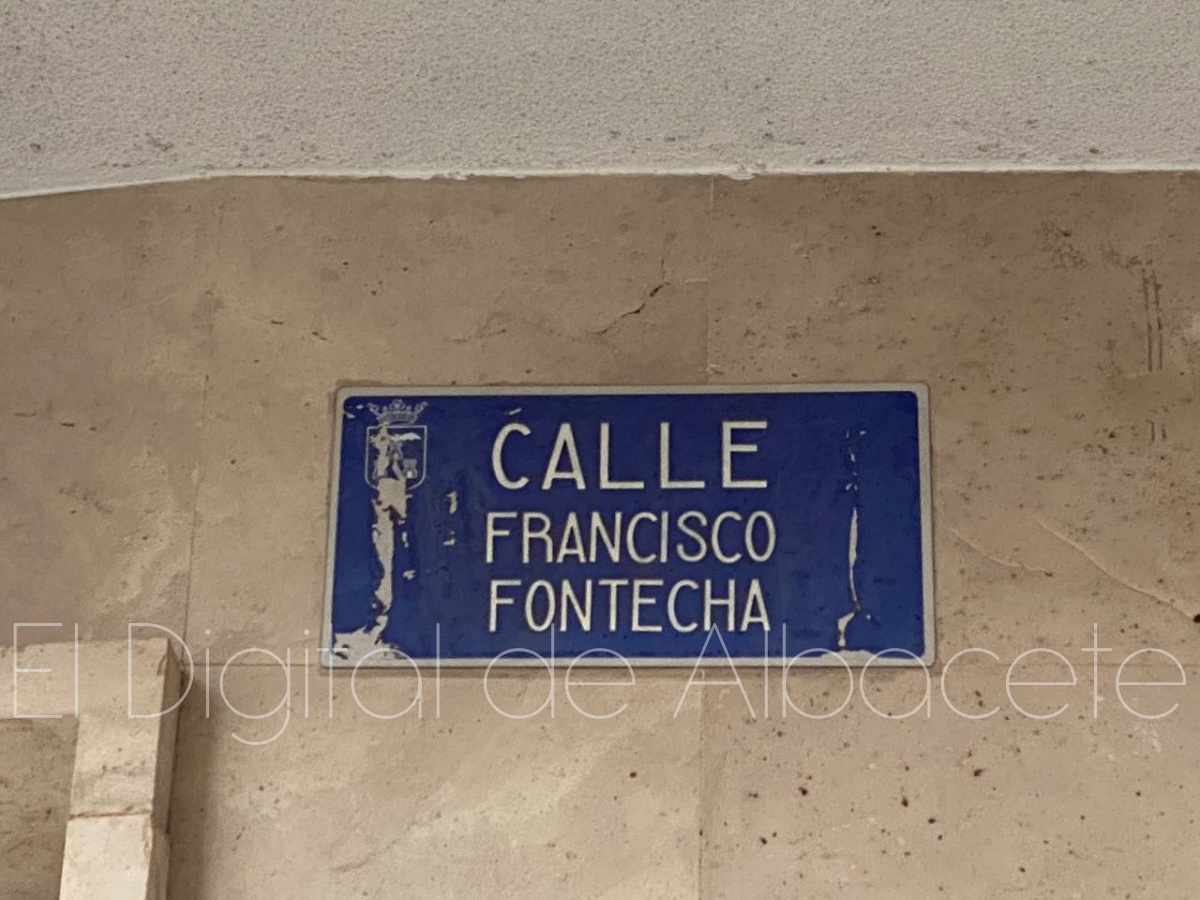 CALLE
FRANCISCO
FONTECHA
El Digital de Albacete